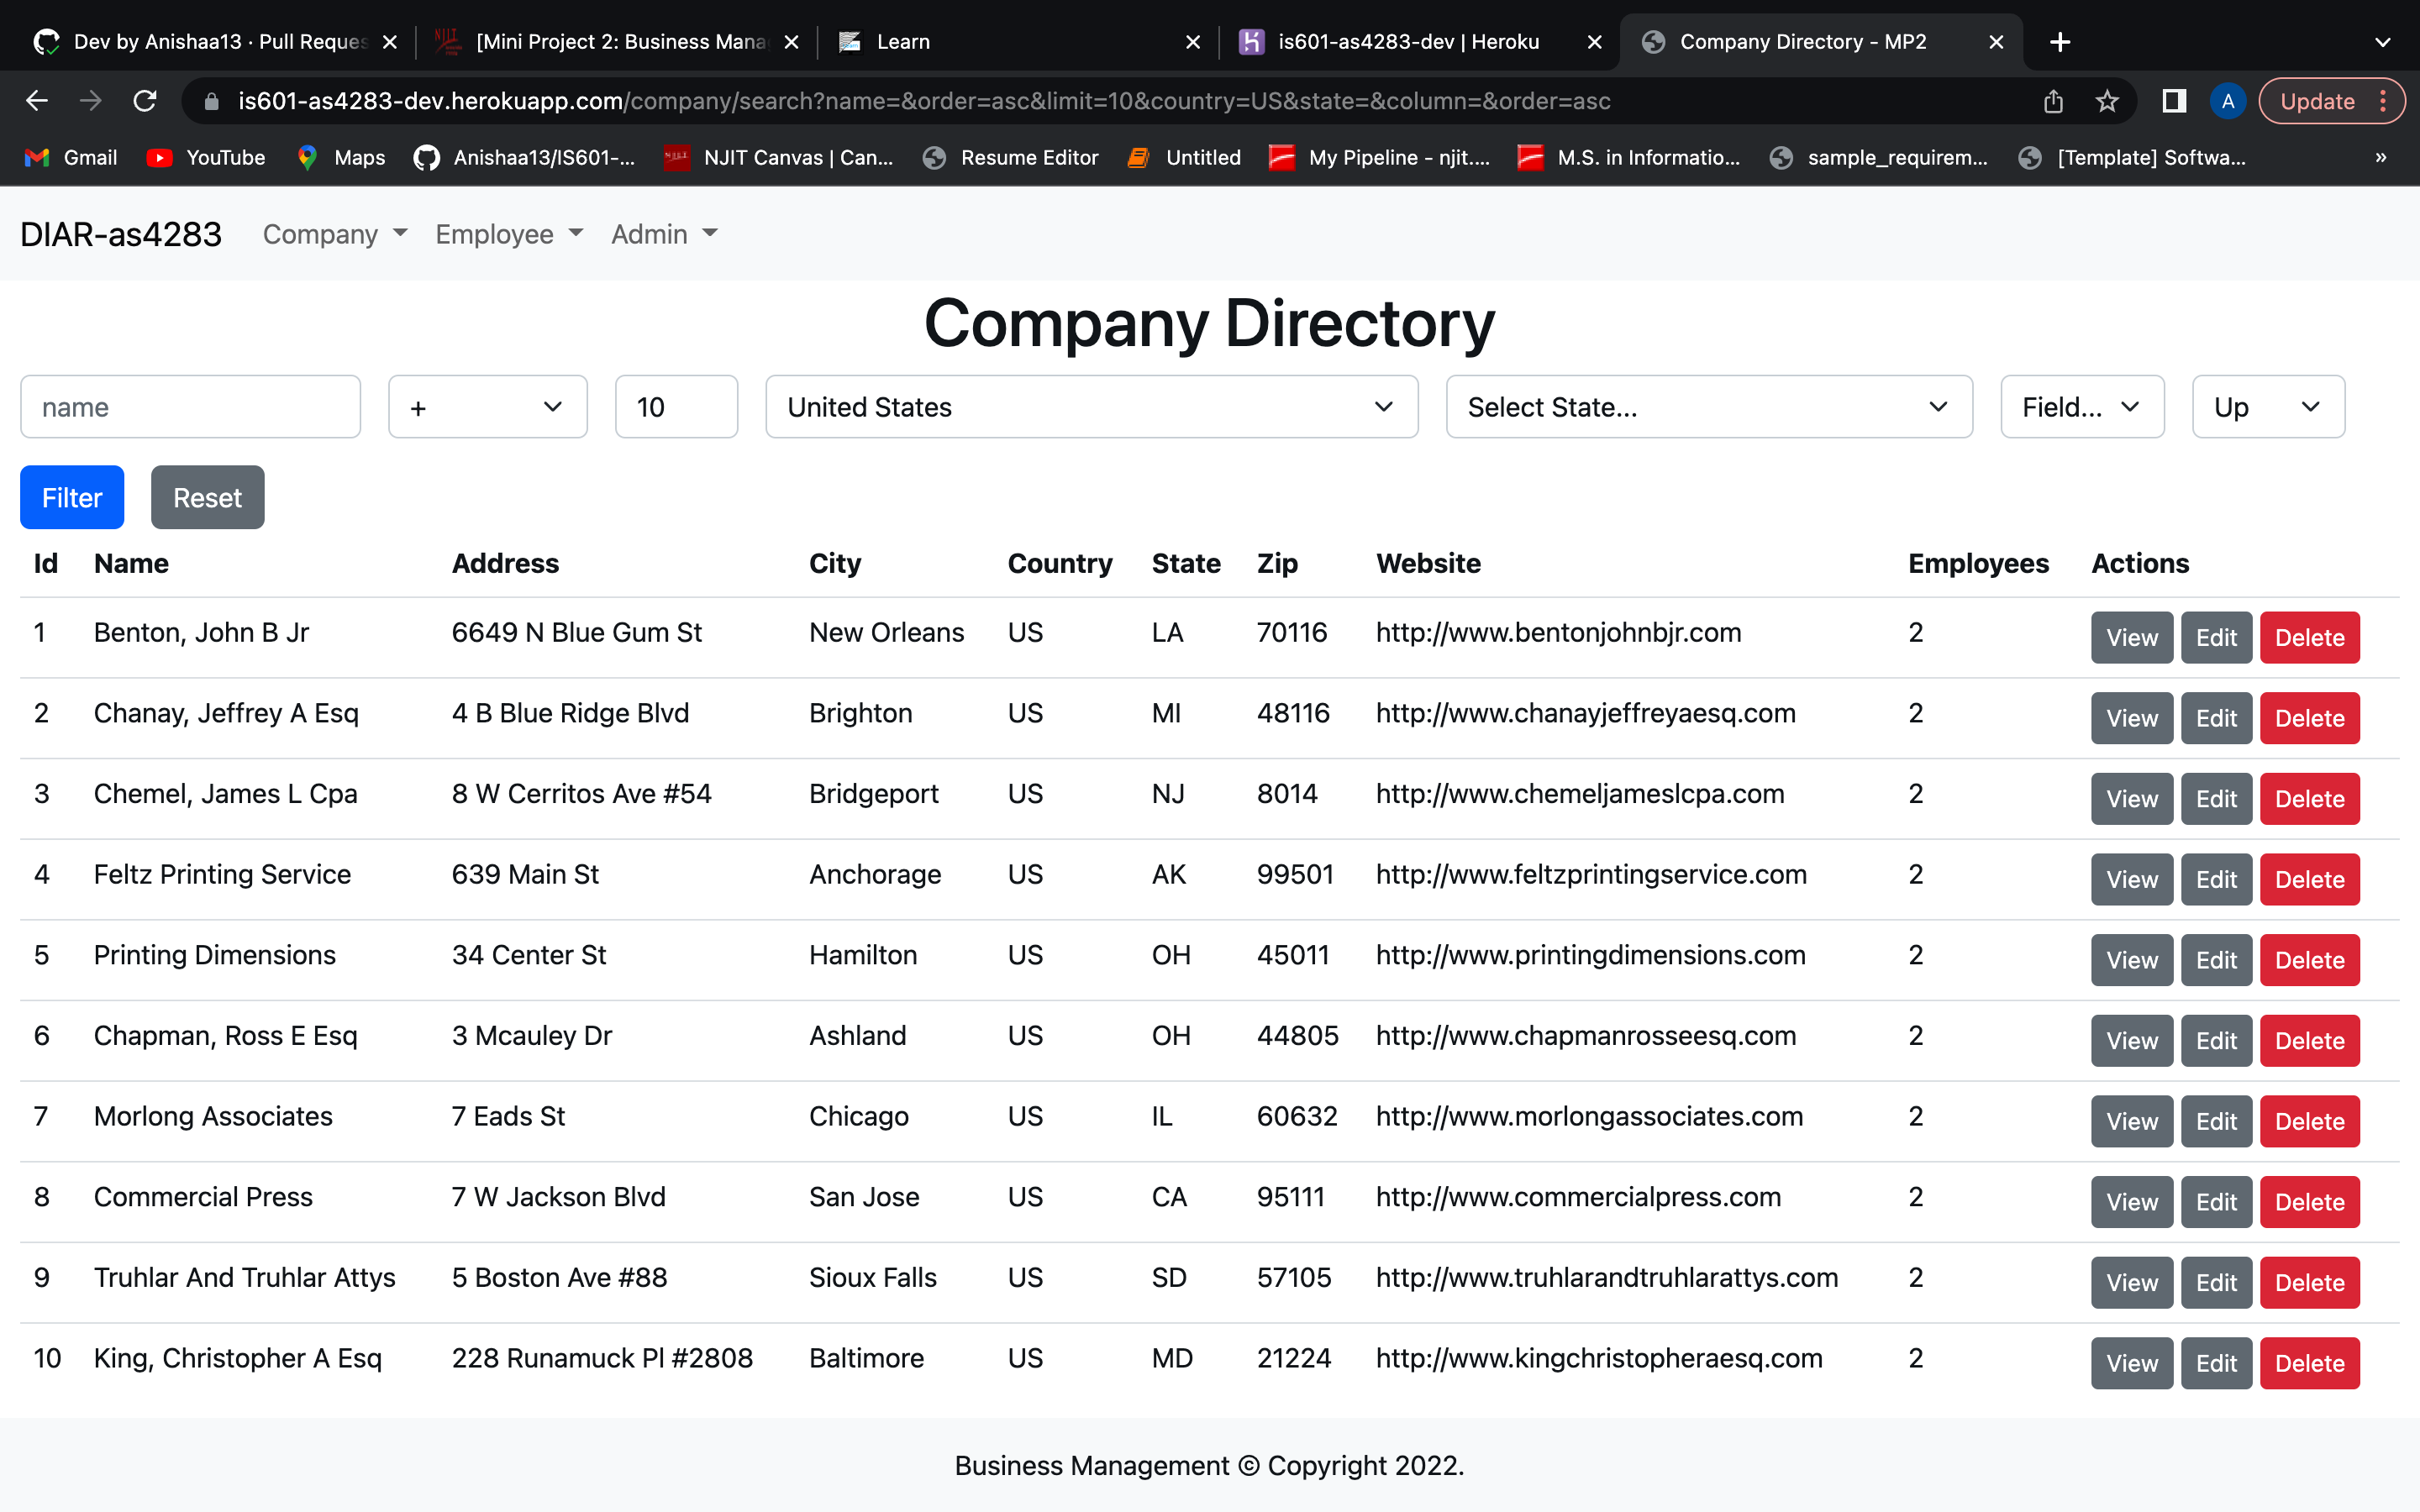 Dev by Anishaa13 · Pull Reques
[Mini Project 2: Business Mana
Learn
is601-as4283-dev | Heroku
Company Directory - MP2
is601-as4283-dev.herokuapp.com/company/search?name=&order=asc&limit=10&country=US&state=&column=&order=asc
A
Update
Gmail
YouTube
Maps
Anishaa13/IS601-...
NJIT Canvas | Can...
Resume Editor
Untitled
My Pipeline - njit....
M.S. in Informatio...
sample_requirem...
[Template] Softwa...
»
DIAR-as4283 Company Employee Admin
Company Directory
name + 10 United States Select State... Field... Up
Filter Reset
Id Name Address City Country State Zip Website Employees Actions
1 Benton, John B Jr 6649 N Blue Gum St New Orleans US LA 70116 http://www.bentonjohnbjr.com 2 View Edit Delete
2 Chanay, Jeffrey A Esq 4 B Blue Ridge Blvd Brighton US MI 48116 http://www.chanayjeffreyaesq.com 2 View Edit Delete
3 Chemel, James L Cpa 8 W Cerritos Ave #54 Bridgeport US NJ 8014 http://www.chemeljameslcpa.com 2 View Edit Delete
4 Feltz Printing Service 639 Main St Anchorage US AK 99501 http://www.feltzprintingservice.com 2 View Edit Delete
5 Printing Dimensions 34 Center St Hamilton US OH 45011 http://www.printingdimensions.com 2 View Edit Delete
6 Chapman, Ross E Esq 3 Mcauley Dr Ashland US OH 44805 http://www.chapmanrosseesq.com 2 View Edit Delete
7 Morlong Associates 7 Eads St Chicago US IL 60632 http://www.morlongassociates.com 2 View Edit Delete
8 Commercial Press 7 W Jackson Blvd San Jose US CA 95111 http://www.commercialpress.com 2 View Edit Delete
9 Truhlar And Truhlar Attys 5 Boston Ave #88 Sioux Falls US SD 57105 http://www.truhlarandtruhlarattys.com 2 View Edit Delete
10 King, Christopher A Esq 228 Runamuck Pl #2808 Baltimore US MD 21224 http://www.kingchristopheraesq.com 2 View Edit Delete
Business Management © Copyright 2022.